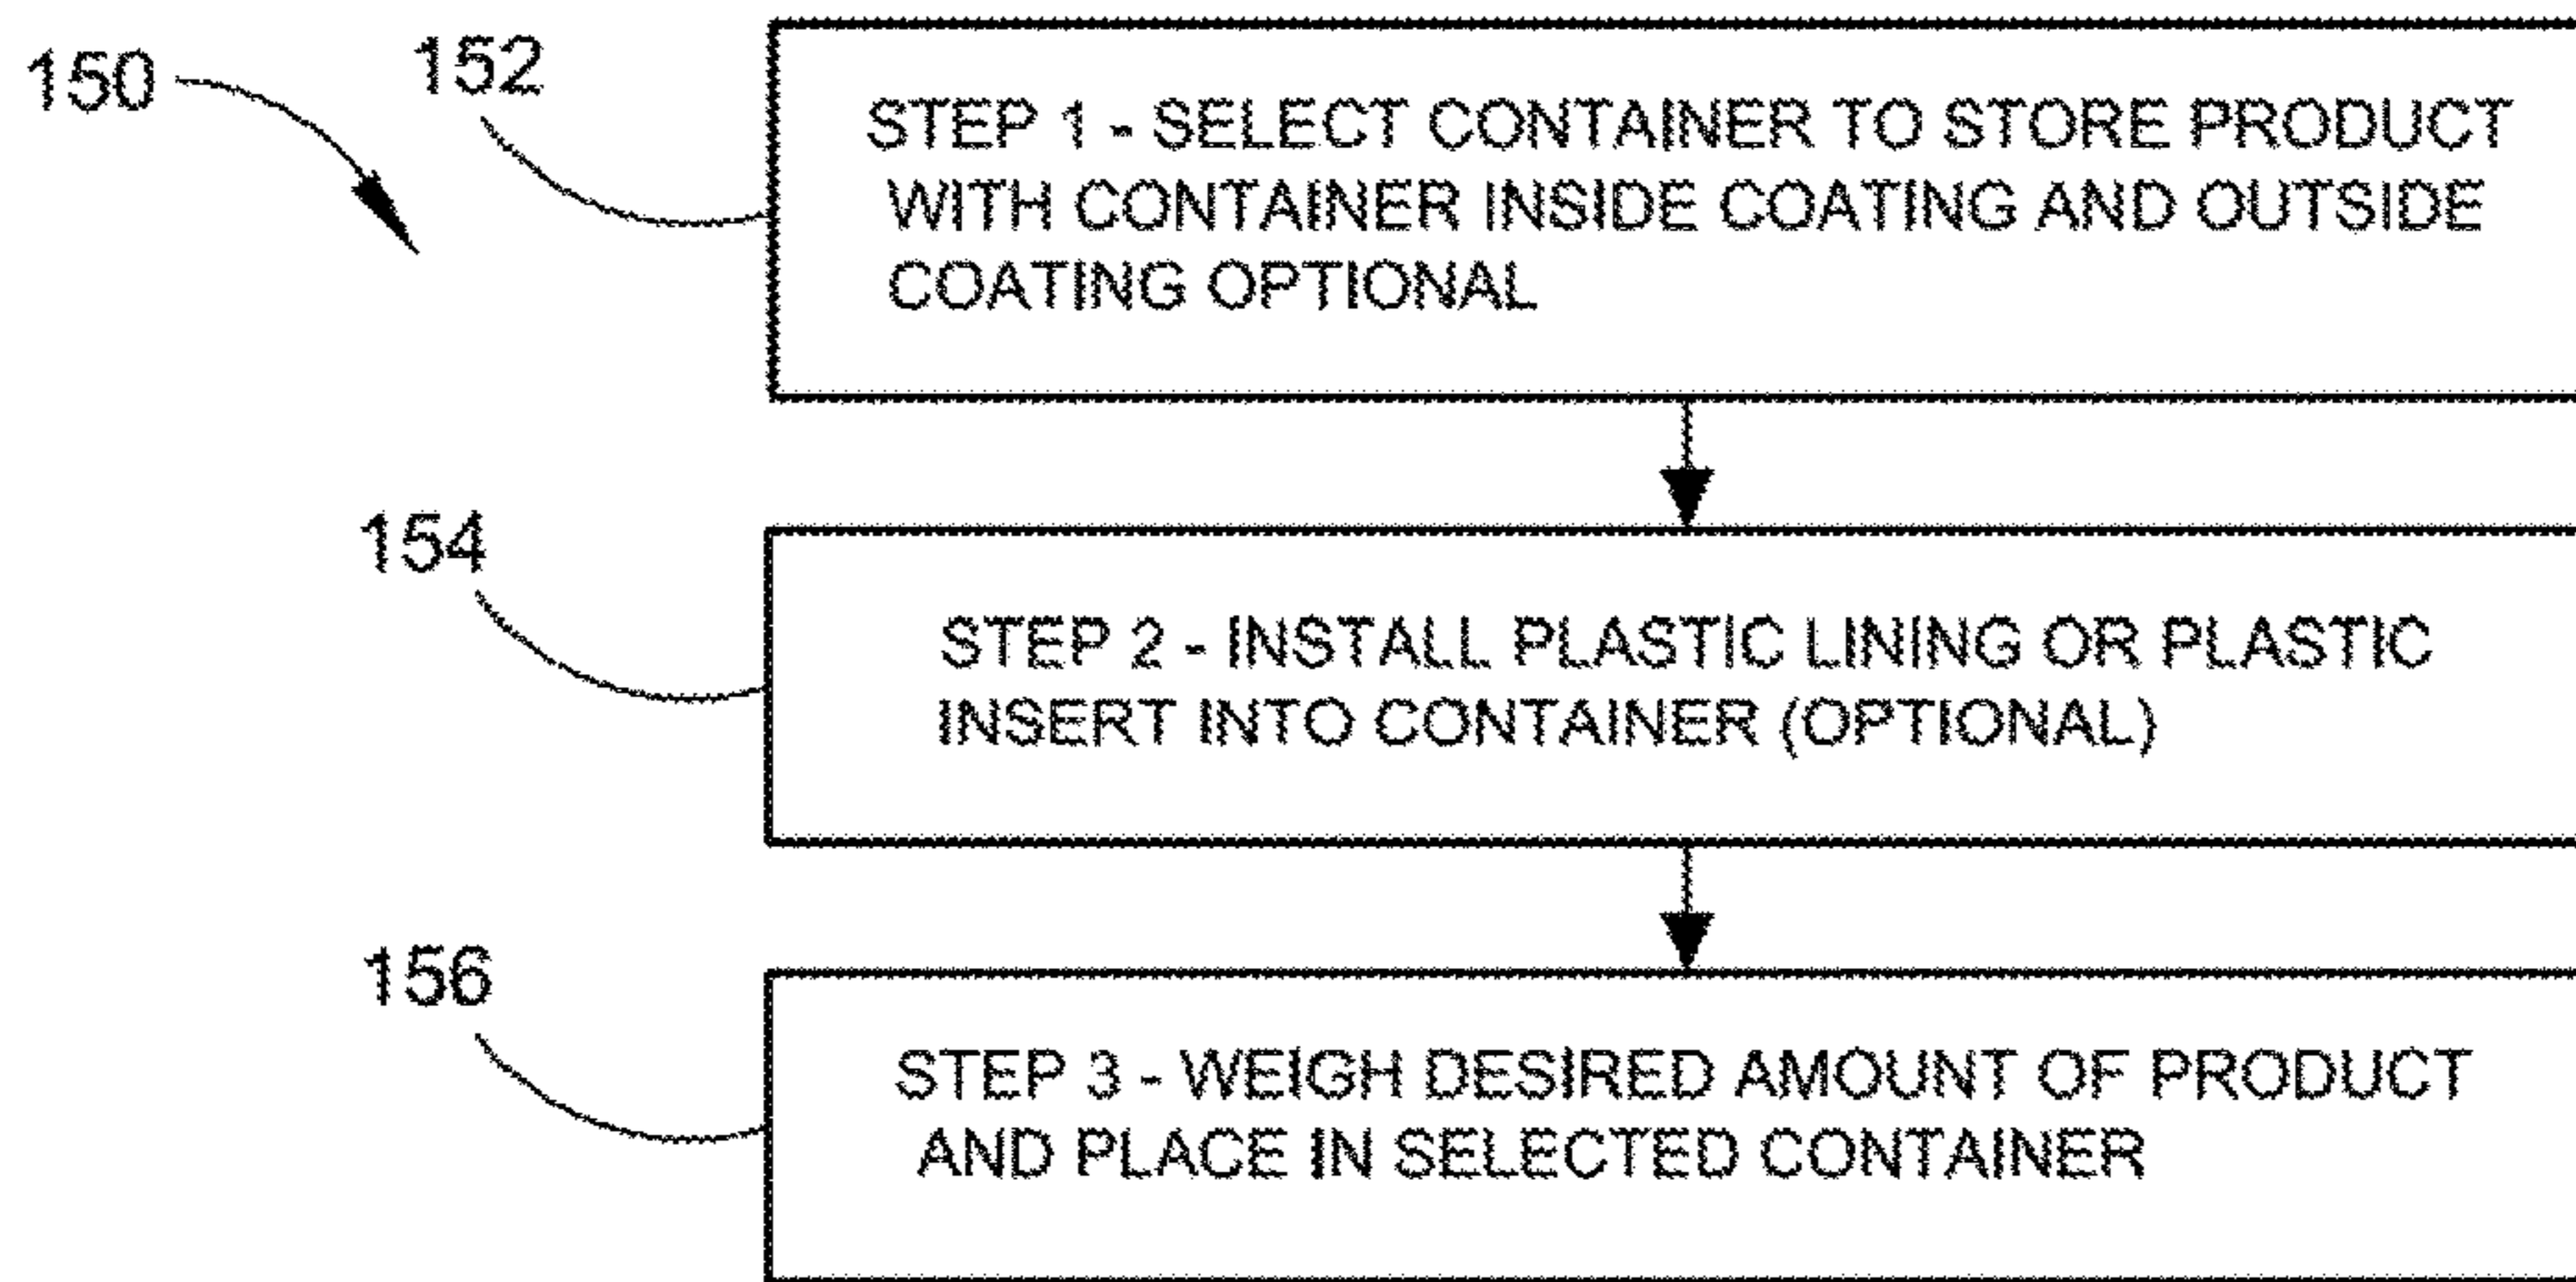 150
152
STEP 1 - SELECT CONTAINER TO STORE PRODUCT
WITH CONTAINER INSIDE COATING AND OUTSIDE
COATING OPTIONAL
154
STEP 2 - INSTALL PLASTIC LINING OR PLASTIC
INSERT INTO CONTAINER (OPTIONAL)
156
STEP 3 - WEIGH DESIRED AMOUNT OF PRODUCT
AND PLACE IN SELECTED CONTAINER